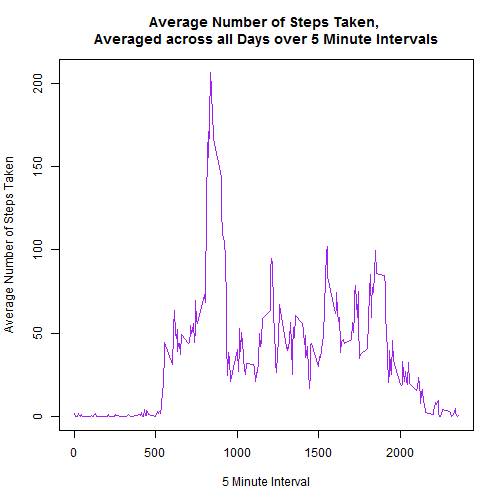 Average Number of Steps Taken,
Averaged across all Days over 5 Minute Intervals
Average Number of Steps Taken
200
150
100
50
0
0 500 1000 1500 2000
5 Minute Interval